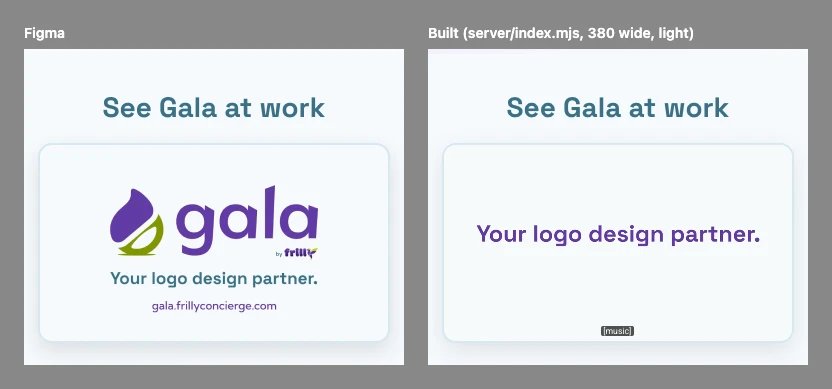 Figma
See Gala at work
gala
by frilly
Your logo design partner.
gala.frillyconcierge.com
Built (server/index.mjs, 380 wide, light)
See Gala at work
Your logo design partner.
[music]